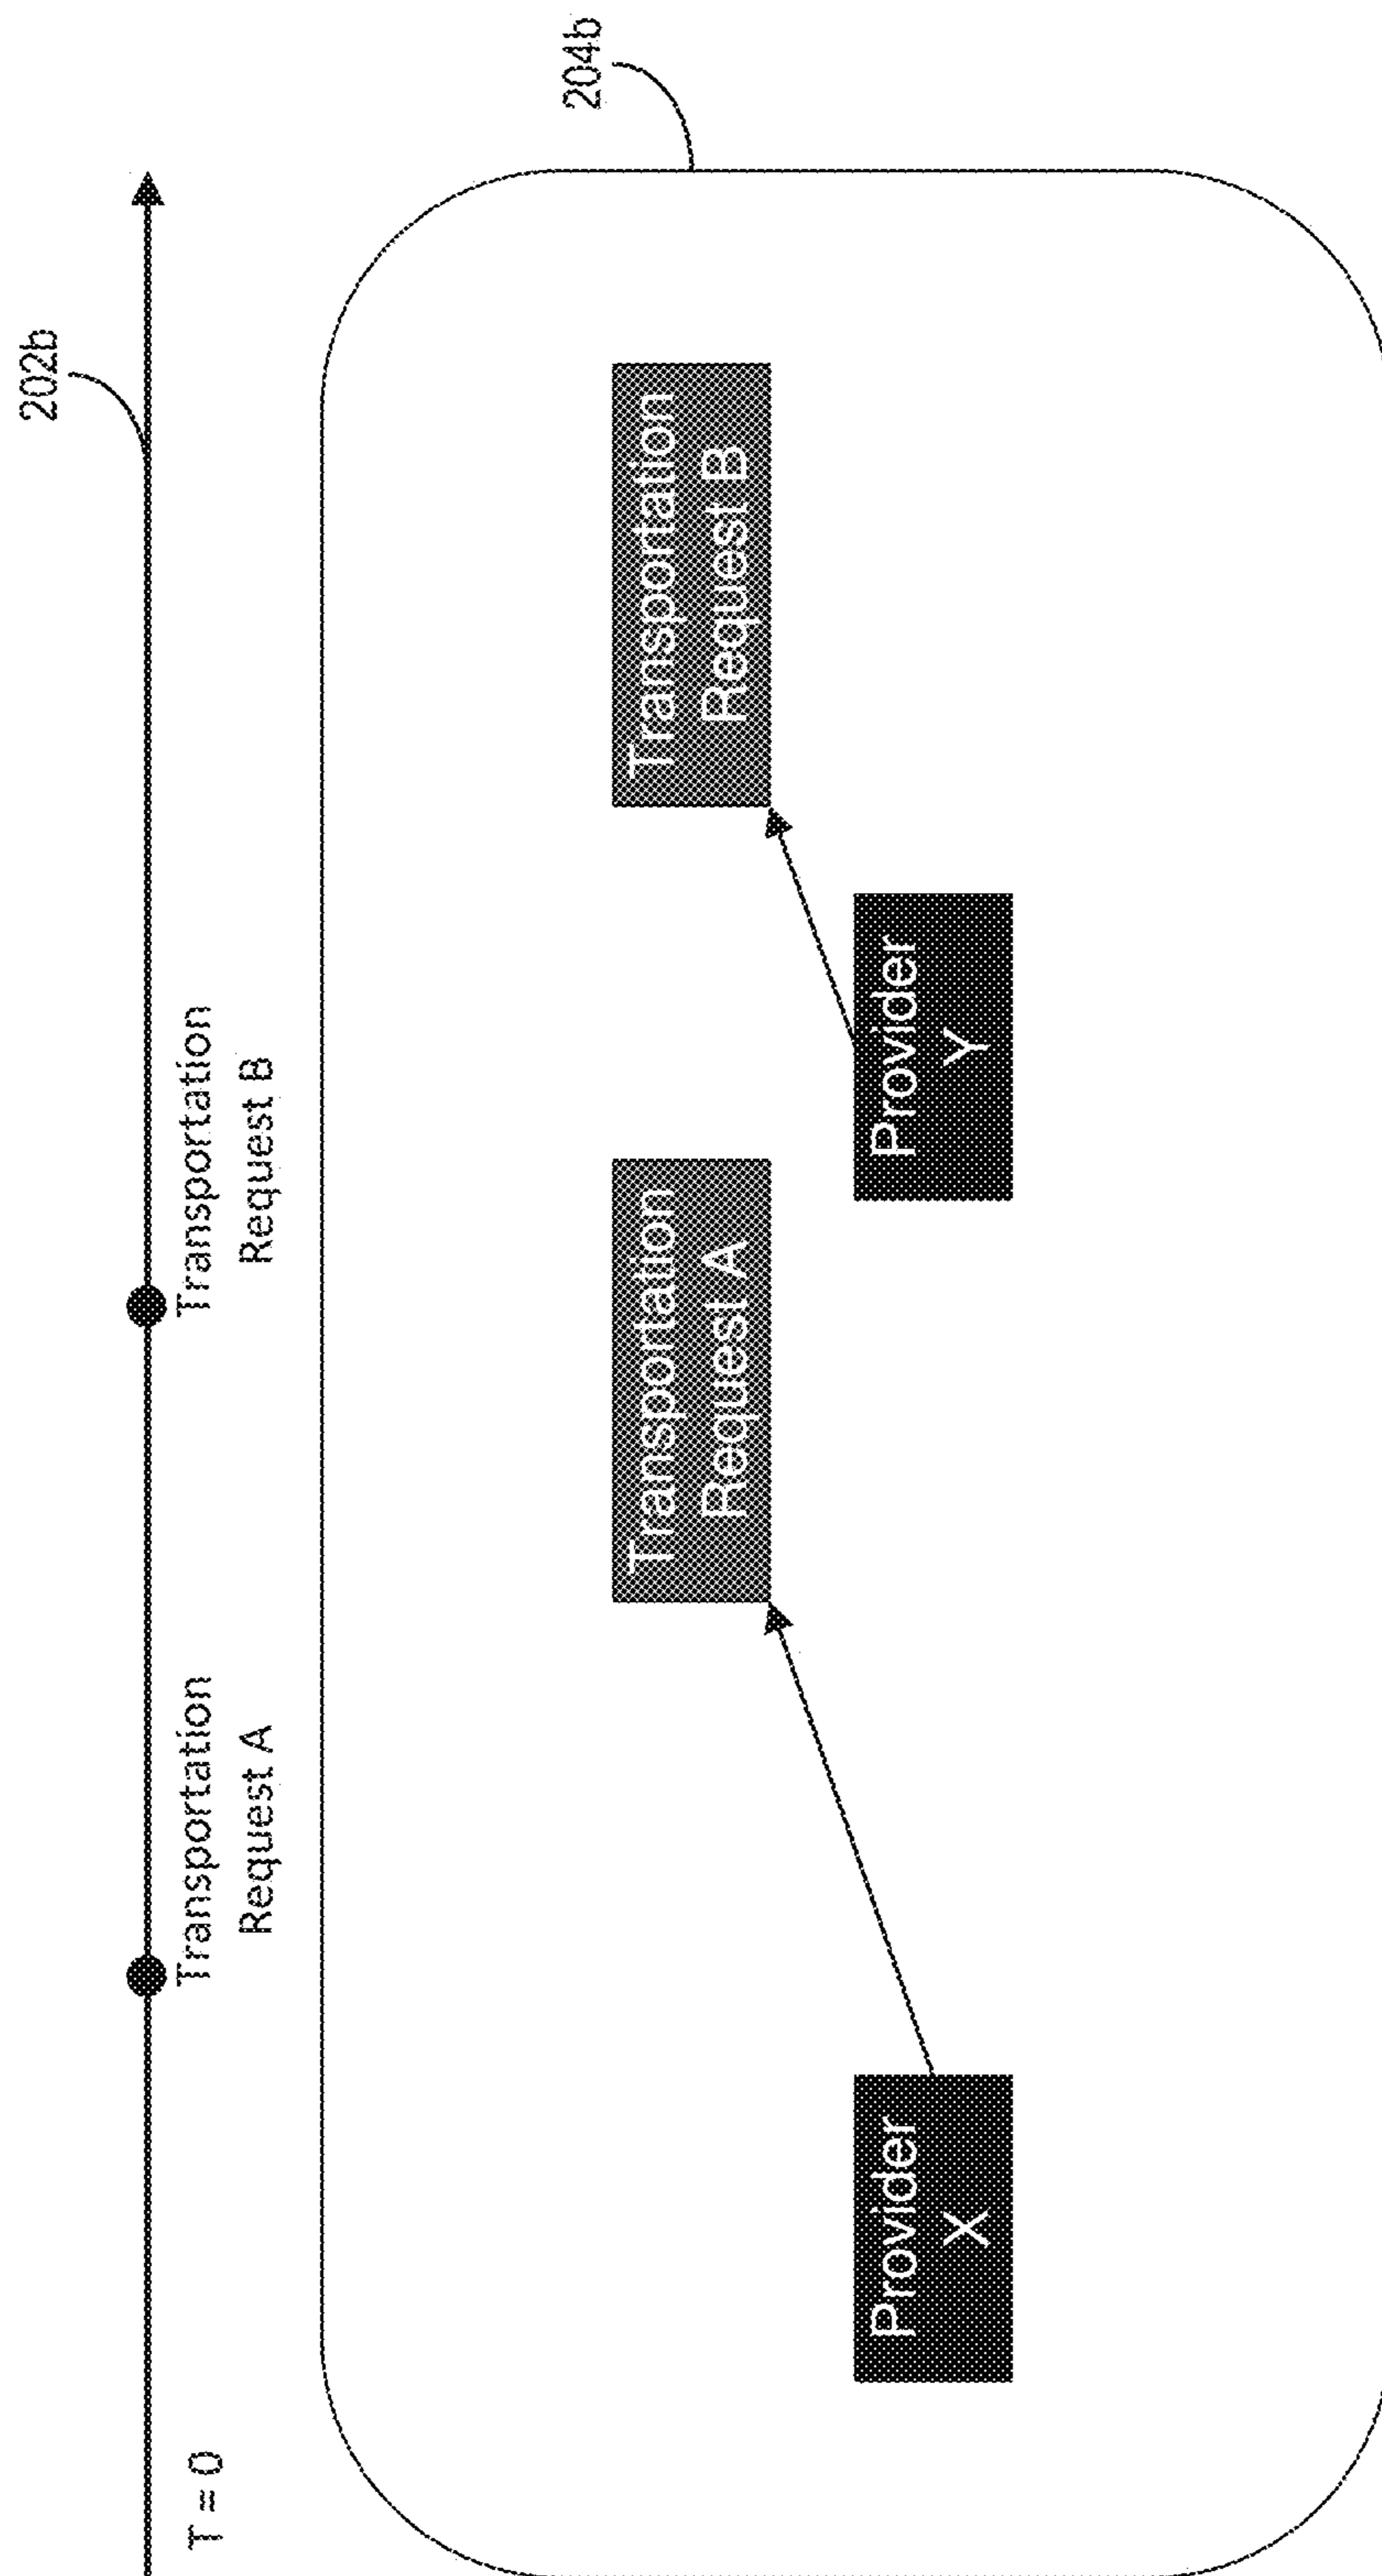 202b
T = 0
Transportation
Request A
Transportation
Request B
204b
Transportation
Request A
Transportation
Request B
Provider
X
Provider
Y